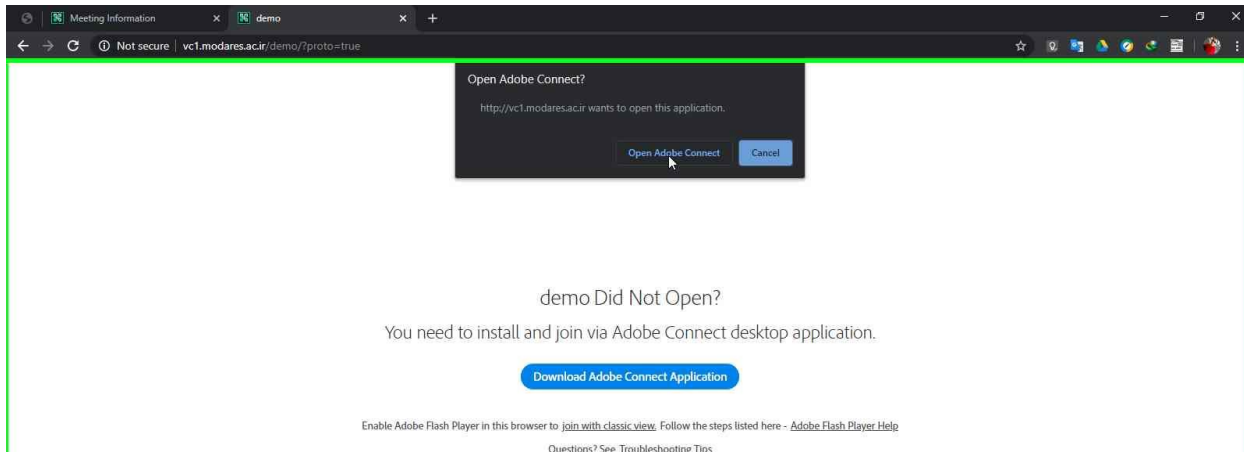 Meeting Information
demo
Not secure | vc1.modares.ac.ir/demo/?proto=true
Open Adobe Connect?
http://vc1.modares.ac.ir wants to open this application.
Open Adobe Connect
Cancel
demo Did Not Open?
You need to install and join via Adobe Connect desktop application.
Download Adobe Connect Application
Enable Adobe Flash Player in this browser to join with classic view. Follow the steps listed here - Adobe Flash Player Help
Questions? See Troubleshooting Tips